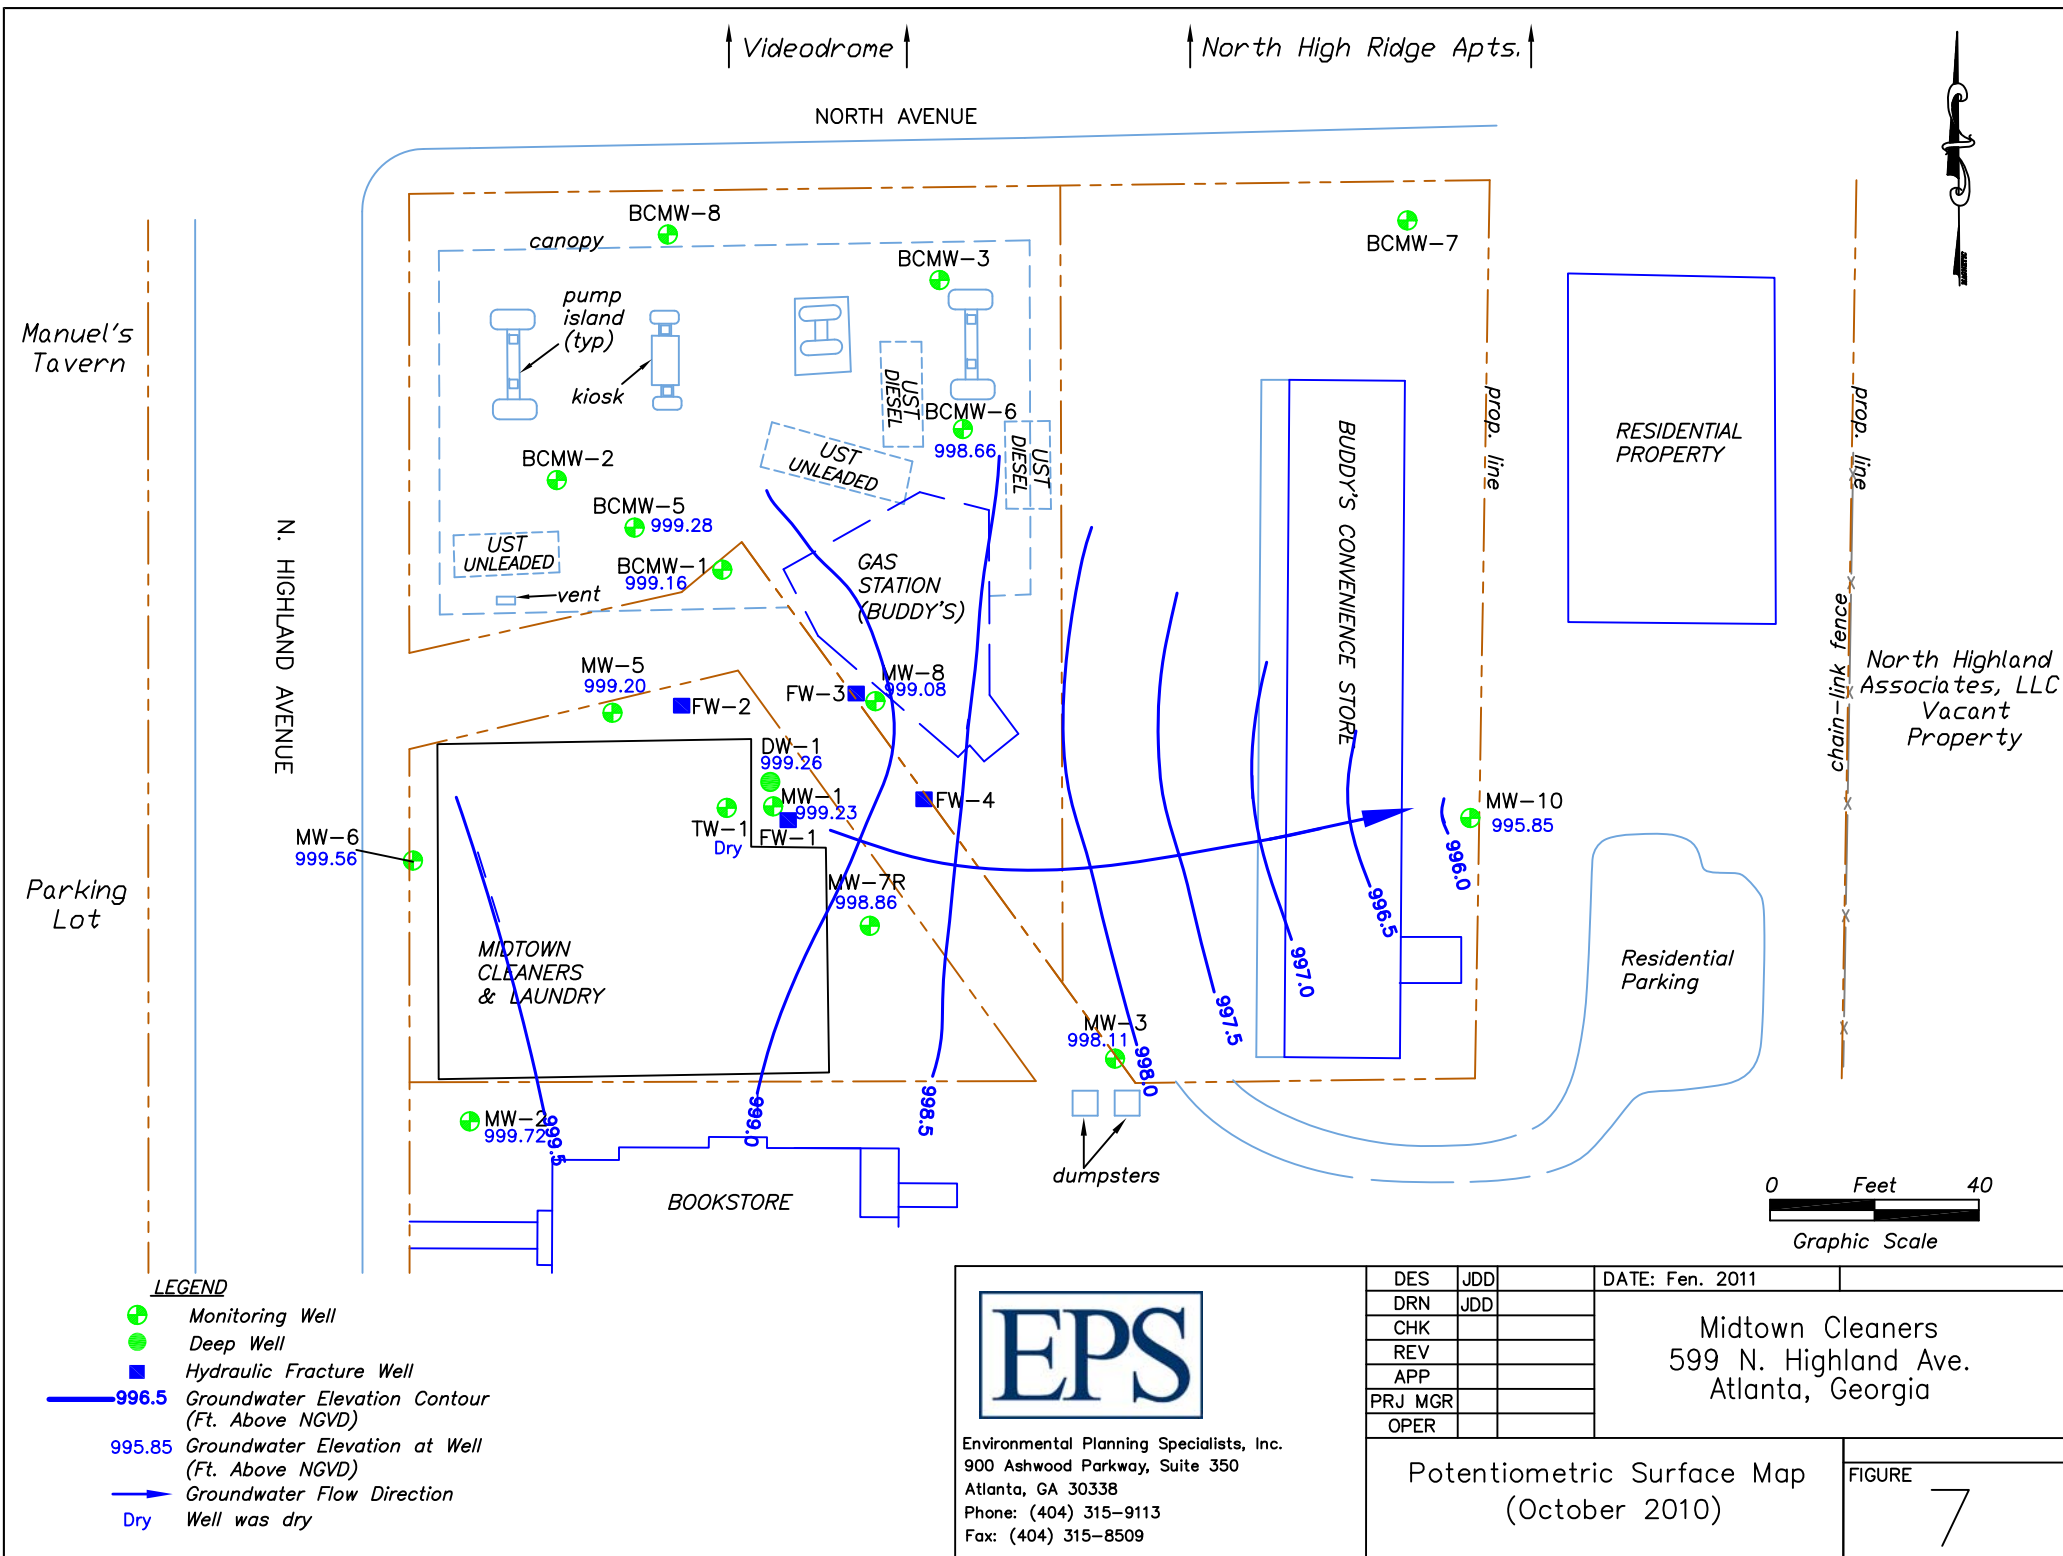 Videodrome
North High Ridge Apts.
NORTH AVENUE
BCMW-8
canopy
BCMW-7
BCMW-3
pump
island
(typ)
Manuel's
Tavern
kiosk
UST
DIESEL
BCMW-6
998.66
UST
DIESEL
UST
UNLEADED
prop. line
prop. line
RESIDENTIAL
PROPERTY
BUDDY'S CONVENIENCE STORE
BCMW-2
BCMW-5
999.28
UST
UNLEADED
BCMW-1
999.16
vent
GAS
STATION
(BUDDY'S)
N. HIGHLAND AVENUE
chain-link fence
North Highland
Associates, LLC
Vacant
Property
MW-5
999.20
FW-2
FW-3
MW-8
999.08
DW-1
999.26
MW-1
999.23
TW-1
Dry
FW-1
FW-4
MW-10
995.85
MW-6
999.56
MW-7R
998.86
996.0
996.5
997.0
997.5
998.0
998.5
999.0
999.5
Parking
Lot
MIDTOWN
CLEANERS
& LAUNDRY
Residential
Parking
MW-3
998.11
MW-2
999.72
dumpsters
BOOKSTORE
0 Feet 40
Graphic Scale
LEGEND
Monitoring Well
Deep Well
Hydraulic Fracture Well
996.5 Groundwater Elevation Contour
(Ft. Above NGVD)
995.85 Groundwater Elevation at Well
(Ft. Above NGVD)
Groundwater Flow Direction
Dry Well was dry
EPS
Environmental Planning Specialists, Inc.
900 Ashwood Parkway, Suite 350
Atlanta, GA 30338
Phone: (404) 315-9113
Fax: (404) 315-8509
DES JDD
DRN JDD
CHK
REV
APP
PRJ MGR
OPER
DATE: Fen. 2011
Midtown Cleaners
599 N. Highland Ave.
Atlanta, Georgia
Potentiometric Surface Map
(October 2010)
FIGURE
7